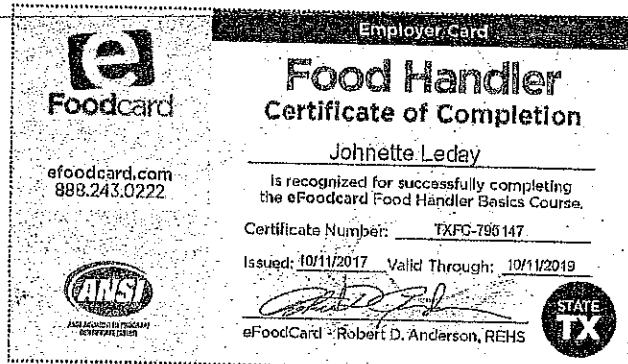 e
Foodcard
efoodcard.com
888.243.0222
ANSI
Employer Card
Food Handler
Certificate of Completion
Johnette Leday
is recognized for successfully completing
the eFoodcard Food Handler Basics Course.
Certificate Number: TXFC-795147
Issued: 10/11/2017 Valid Through: 10/11/2019
eFoodCard - Robert D. Anderson, REHS
STATE
TX